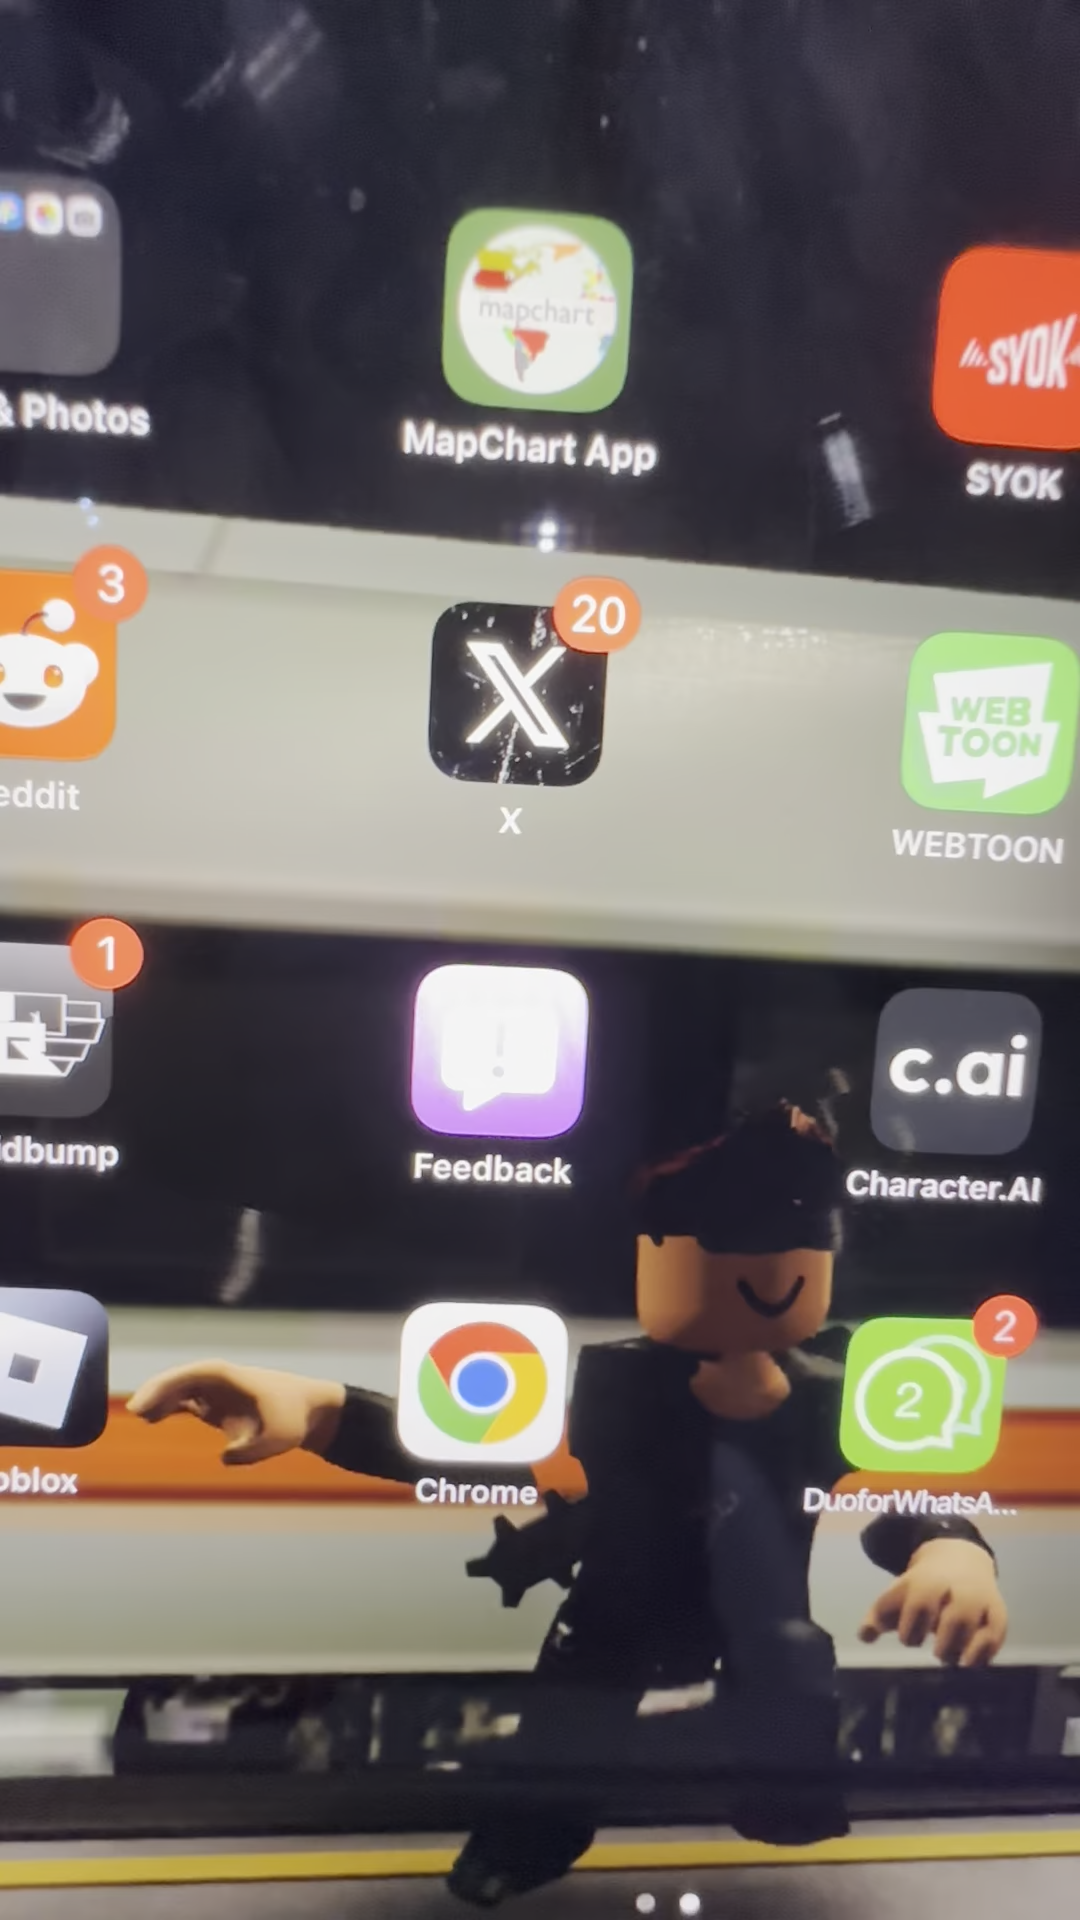 & Photos
mapchart
MapChart App
SYOK
SYOK
3
eddit
20
X
X
WEB
TOON
WEBTOON
1
dbump
!
Feedback
c.ai
Character.AI
oblox
Chrome
2
2
DuoforWhatsA...